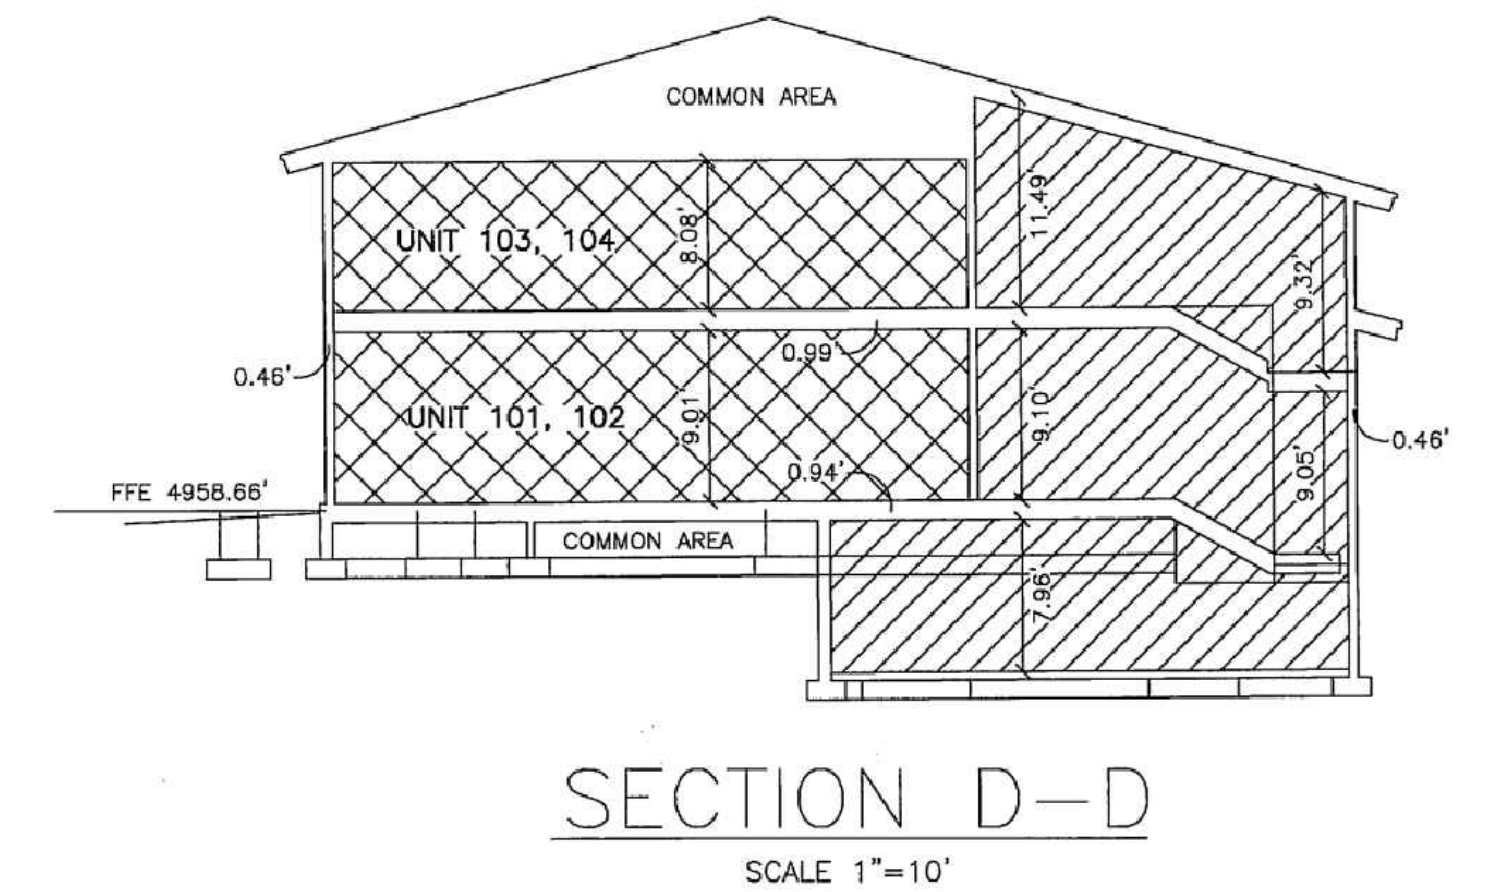 COMMON AREA
UNIT 103, 104
8.08'
11.49'
9.32'
0.99'
0.46'
UNIT 101, 102
9.01'
9.10'
0.46'
9.05'
0.94'
FFE 4958.66'
COMMON AREA
7.96'
SECTION D-D
SCALE 1"=10'